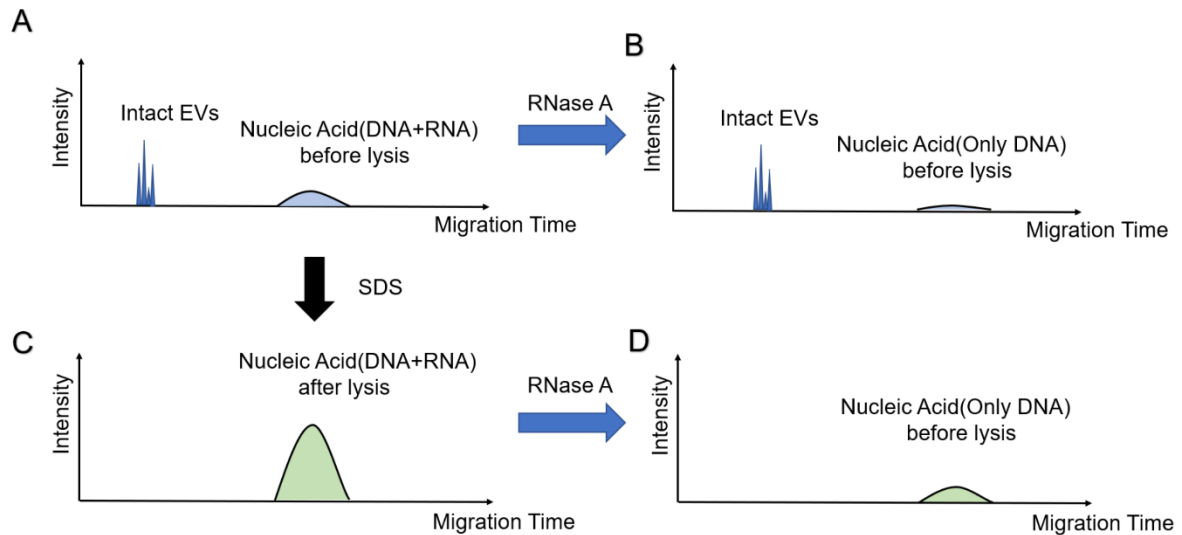 A
Intensity
Intact EVs
Nucleic Acid(DNA+RNA)
before lysis
Migration Time
RNase A
B
Intensity
Intact EVs
Nucleic Acid(Only DNA)
before lysis
Migration Time
SDS
C
Intensity
Nucleic Acid(DNA+RNA)
after lysis
Migration Time
RNase A
D
Intensity
Nucleic Acid(Only DNA)
before lysis
Migration Time